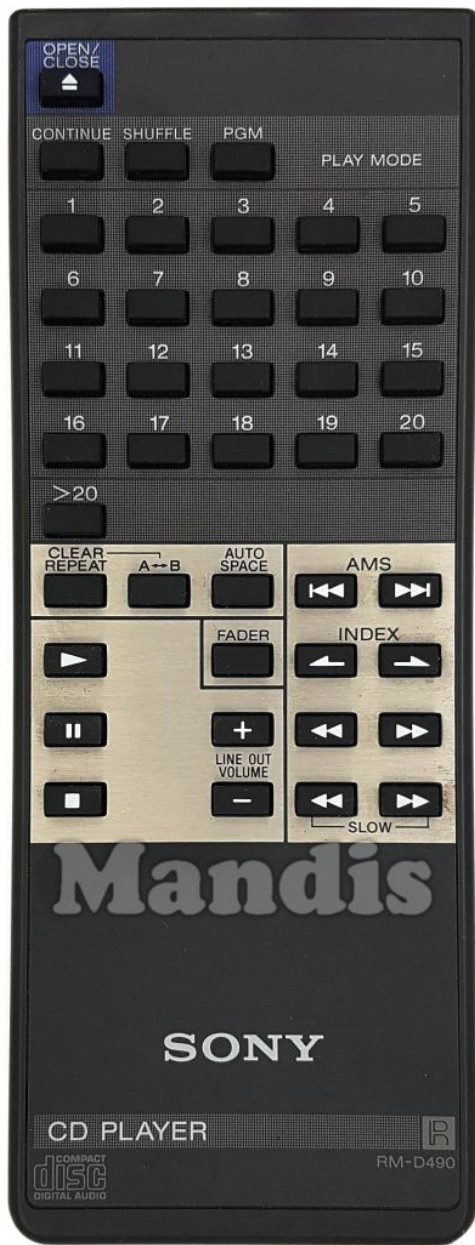 OPEN/
CLOSE
CONTINUE SHUFFLE PGM
PLAY MODE
1 2 3 4 5
6 7 8 9 10
11 12 13 14 15
16 17 18 19 20
>20
CLEAR
REPEAT A↔B AUTO
SPACE
AMS
FADER
INDEX
+
LINE OUT
VOLUME
−
SLOW
Mandis
SONY
CD PLAYER R
RM-D490
COMPACT
disc
DIGITAL AUDIO